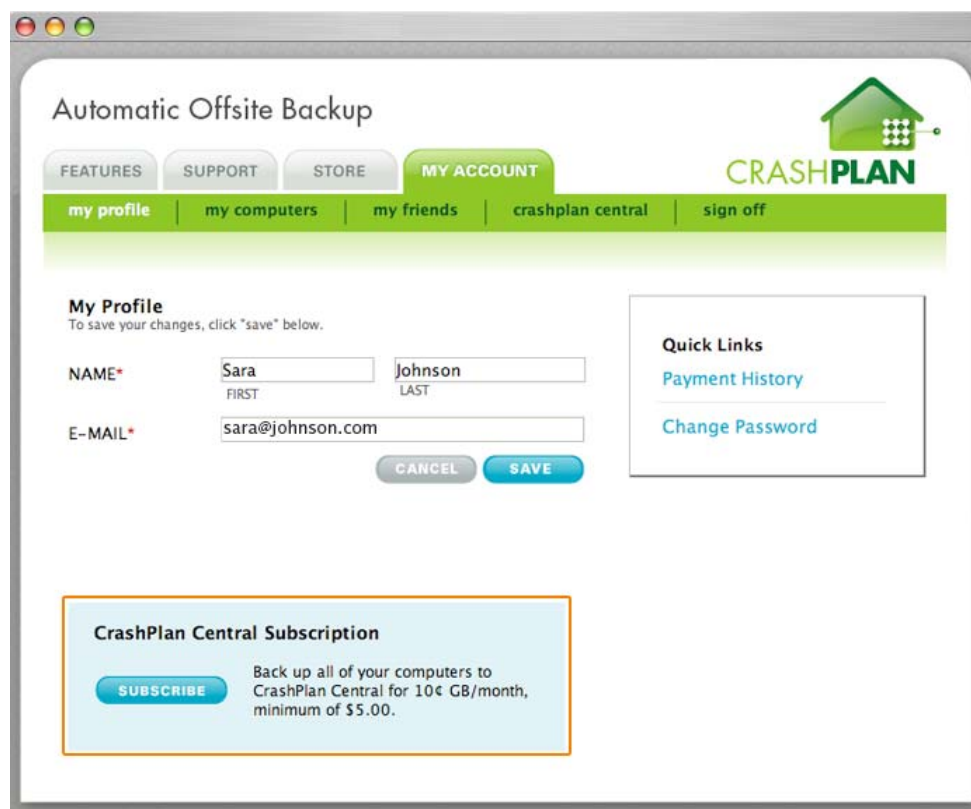 Automatic Offsite Backup
CRASHPLAN
FEATURES SUPPORT STORE MY ACCOUNT
my profile my computers my friends crashplan central sign off
My Profile
To save your changes, click "save" below.
NAME* Sara Johnson
FIRST LAST
E-MAIL* sara@johnson.com
CANCEL SAVE
Quick Links
Payment History
Change Password
CrashPlan Central Subscription
SUBSCRIBE
Back up all of your computers to
CrashPlan Central for 10¢ GB/month,
minimum of $5.00.